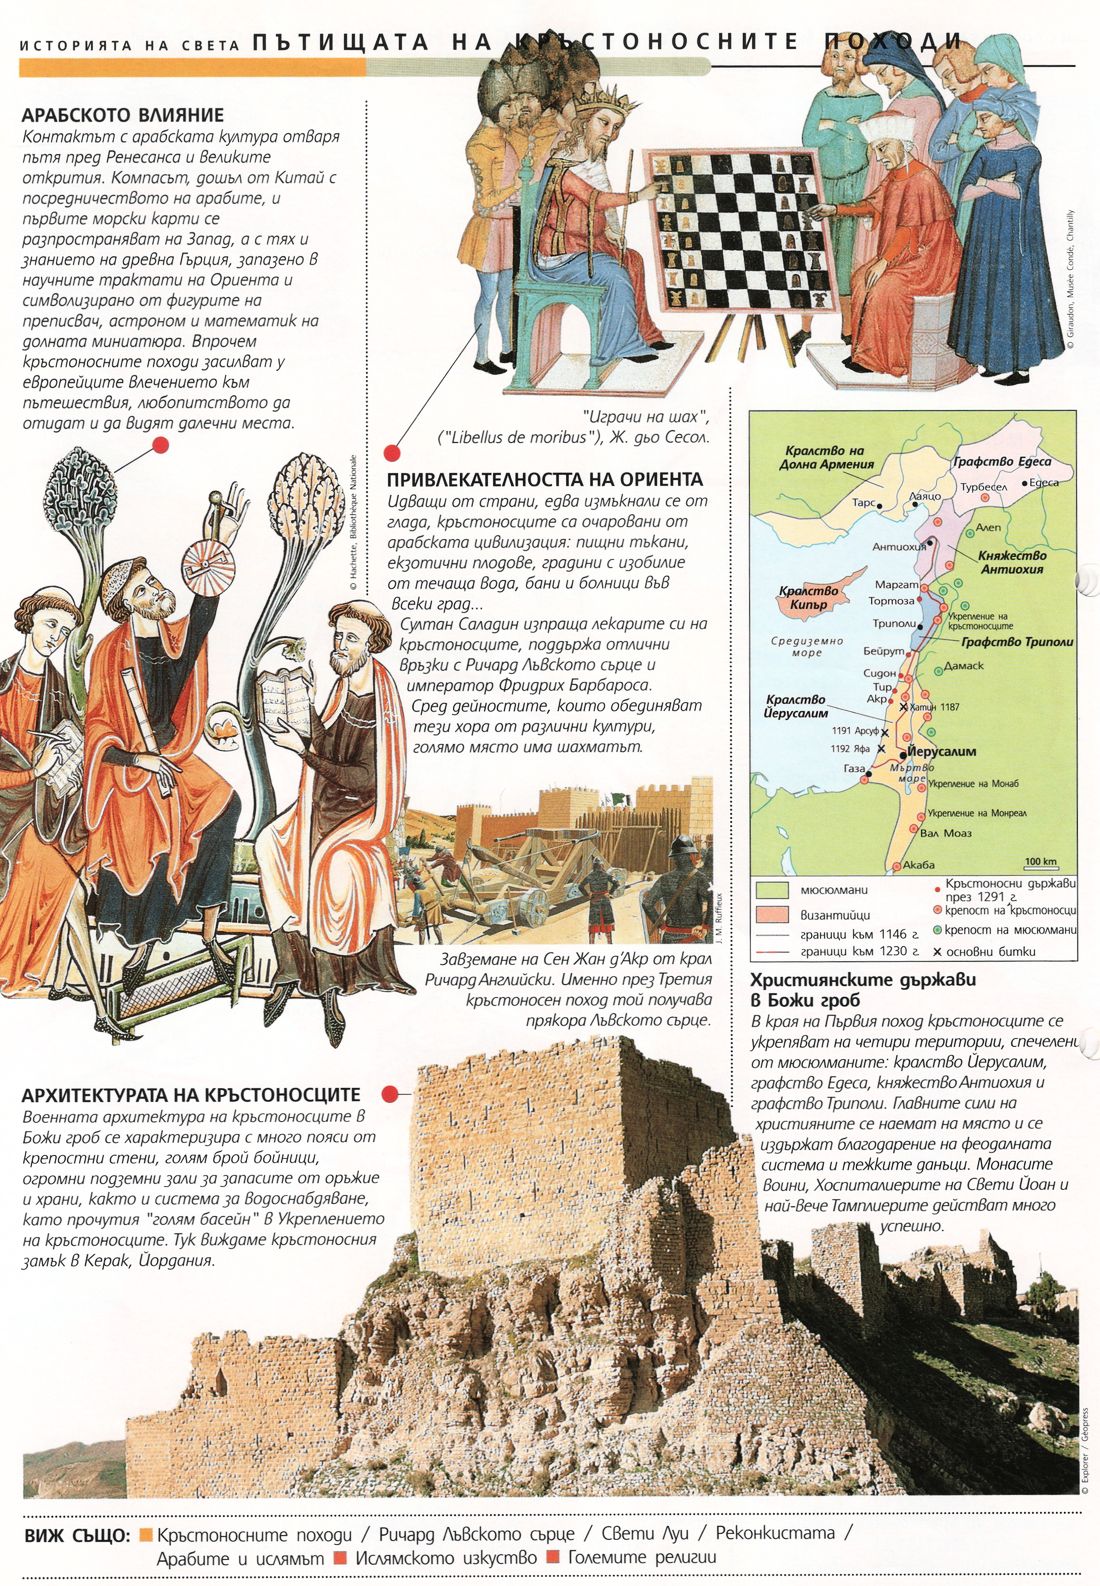 ИСТОРИЯТА НА СВЕТА ПЪТИЩАТА НА КРЪСТОНОСНИТЕ ПОХОДИ
АРАБСКОТО ВЛИЯНИЕ
Контактът с арабската култура отваря
пътя пред Ренесанса и Великите
открития. Компасът, дошъл от Китай с
посредничеството на арабите, и
първите морски карти се
разпространяват на Запад, а с тях и
знанието на древна Гърция, запазено в
научните трактати на Ориента и
символизирано от фигурите на
преписвач, астроном и математик на
долната миниатюра. Впрочем
кръстоносните походи засилват у
европейците влечението към
пътешествия, любопитството да
отидат и да видят далечни места.
© Hachette, Bibliothèque Nationale
© Giraudon, Musée Condé, Chantilly
"Играчи на шах",
("Libellus de moribus"), Ж. дьо Сесол.
ПРИВЛЕКАТЕЛНОСТТА НА ОРИЕНТА
Идващи от страни, едва измъкнали се от
глада, кръстоносците са очаровани от
арабската цивилизация: пищни тъкани,
екзотични плодове, градини с изобилие
от течаща вода, бани и болници във
всеки град...
Султан Саладин изпраща лекарите си на
кръстоносците, поддържа отлични
връзки с Ричард Лъвското сърце и
император Фридрих Барбароса.
Сред дейностите, които обединяват
тези хора от различни култури,
голямо място има шахматът.
J. M. Ruffieux
Завземане на Сен Жан д'Акр от крал
Ричард Английски. Именно през Третия
кръстоносен поход той получава
прякора Лъвското сърце.
Кралство на
Долна Армения
Графство Едеса
Турбесел
Едеса
Тарс
Лаяцо
Алеп
Антиохия
Княжество
Антиохия
Маргат
Кралство
Кипър
Тортоза
Укрепление на
кръстоносците
Триполи
Графство Триполи
Средиземно
море
Бейрут
Дамаск
Сидон
Тир
Акр
Кралство
Йерусалим
Хатин 1187
1191 Арсуф
1192 Яфа
Йерусалим
Газа
Мъртво
море
Укрепление на Моаб
Укрепление на Монреал
Вал Моаз
Акаба
100 km
мюсюлмани
византийци
граници към 1146 г.
граници към 1230 г.
Кръстоносни държави
през 1291 г.
крепост на кръстоносци
крепост на мюсюлмани
основни битки
Християнските държави
в Божи гроб
В края на Първия поход кръстоносците се
укрепяват на четири територии, спечелени
от мюсюлманите: кралство Йерусалим,
графство Едеса, княжество Антиохия и
графство Триполи. Главните сили на
християните се наемат на място и се
издържат благодарение на феодалната
система и тежките данъци. Монасите
воини, Хоспиталиерите на Свети Йоан и
най-вече Тамплиерите действат много
успешно.
АРХИТЕКТУРАТА НА КРЪСТОНОСЦИТЕ
Военната архитектура на кръстоносците в
Божи гроб се характеризира с много пояси от
крепостни стени, голям брой бойници,
огромни подземни зали за запасите от оръжие
и храни, както и система за водоснабдяване,
като прочутия "голям басейн" в Укреплението
на кръстоносците. Тук виждаме кръстоносния
замък в Керак, Йордания.
© Explorer / Géopress
ВИЖ СЪЩО: Кръстоносните походи / Ричард Лъвското сърце / Свети Луи / Реконкистата /
Арабите и ислямът Ислямското изкуство Големите религии